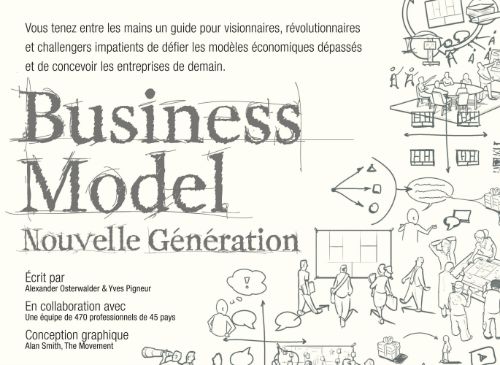 Vous tenez entre les mains un guide pour visionnaires, révolutionnaires
et challengers impatients de défier les modèles économiques dépassés
et de concevoir les entreprises de demain.
Business
Model
Nouvelle Génération
Écrit par
Alexander Osterwalder & Yves Pigneur
En collaboration avec
Une équipe de 470 professionnels de 45 pays
Conception graphique
Alan Smith, The Movement